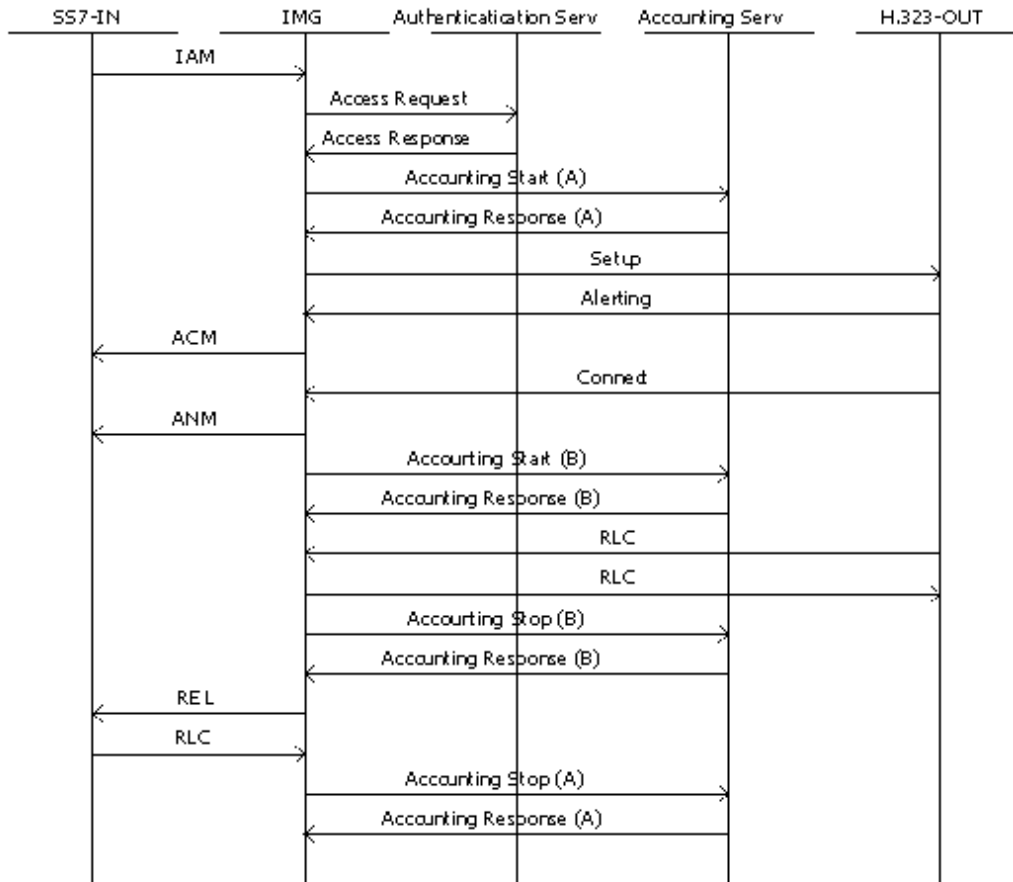 SS7-IN IMG Authenticatication Serv Accounting Serv H.323-OUT
IAM
Access Request
Access Response
Accounting Start (A)
Accounting Response (A)
Setup
Alerting
ACM
Connect
ANM
Accounting Start (B)
Accounting Response (B)
RLC
RLC
Accounting Stop (B)
Accounting Response (B)
REL
RLC
Accounting Stop (A)
Accounting Response (A)